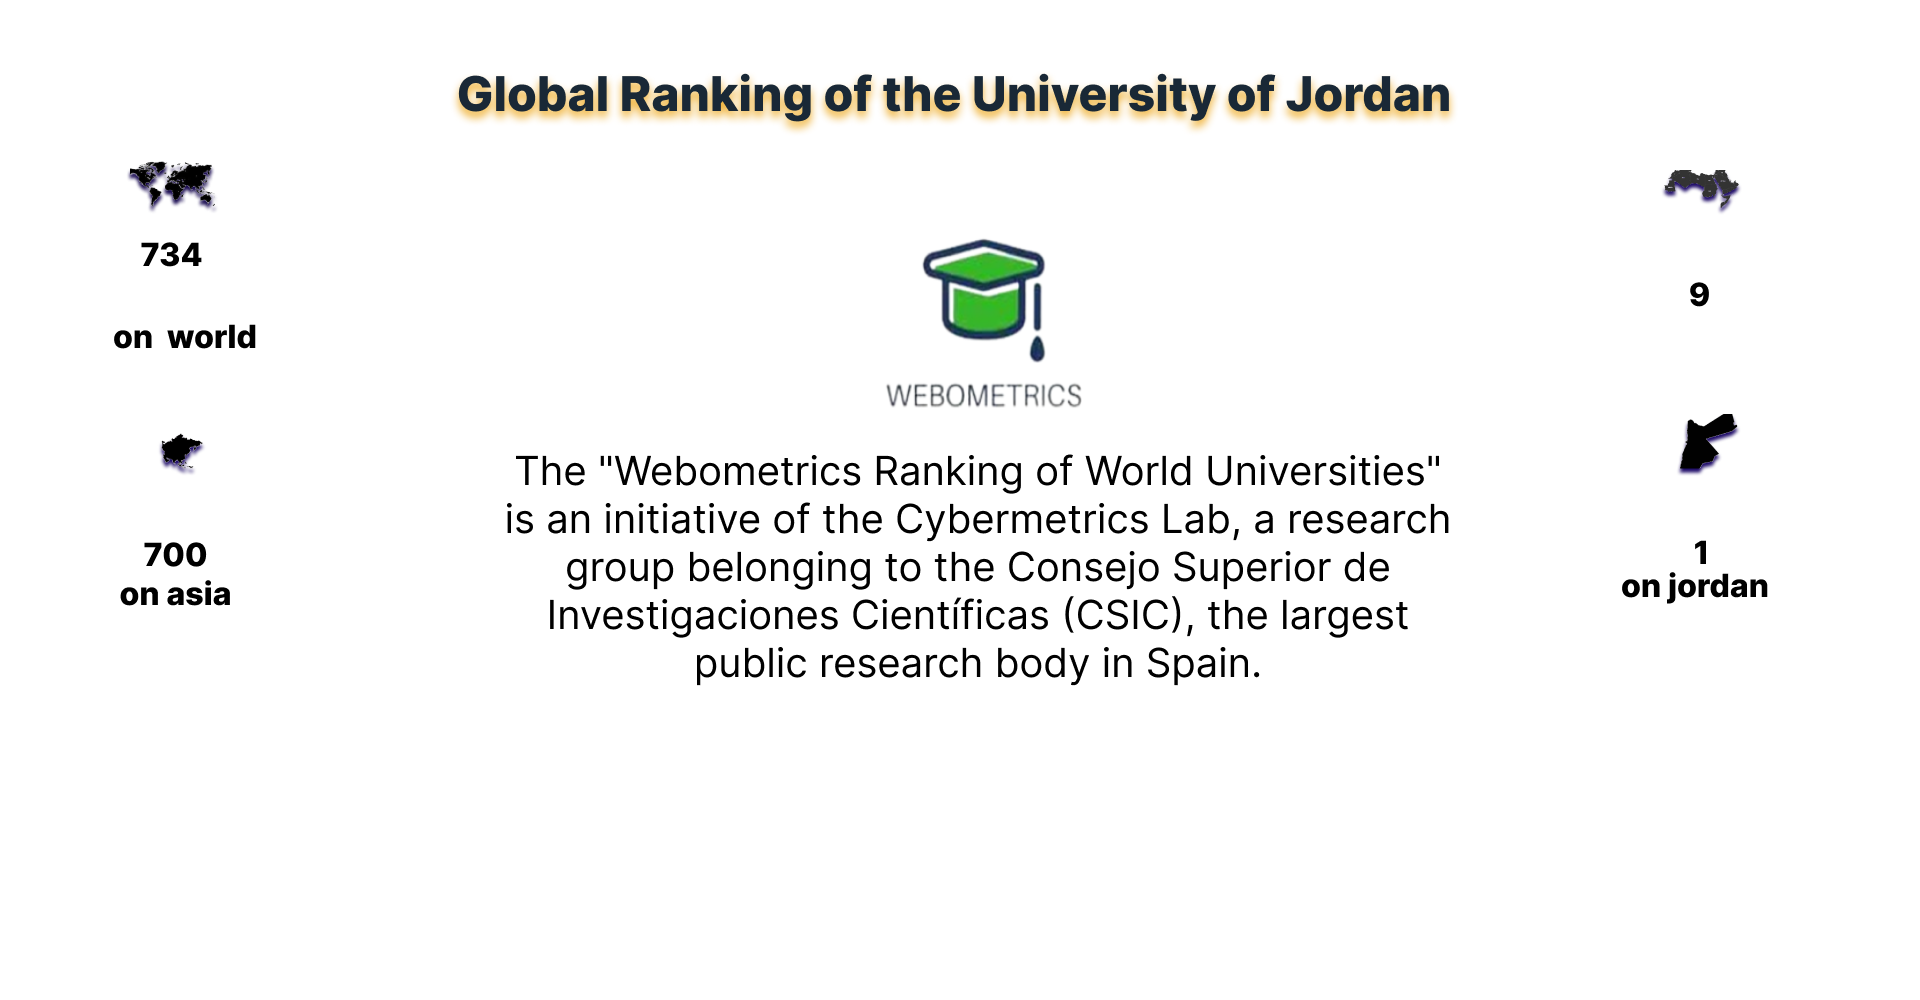 Global Ranking of the University of Jordan
734
on world
700
on asia
WEBOMETRICS
The "Webometrics Ranking of World Universities"
is an initiative of the Cybermetrics Lab, a research
group belonging to the Consejo Superior de
Investigaciones Científicas (CSIC), the largest
public research body in Spain.
9
1
on jordan